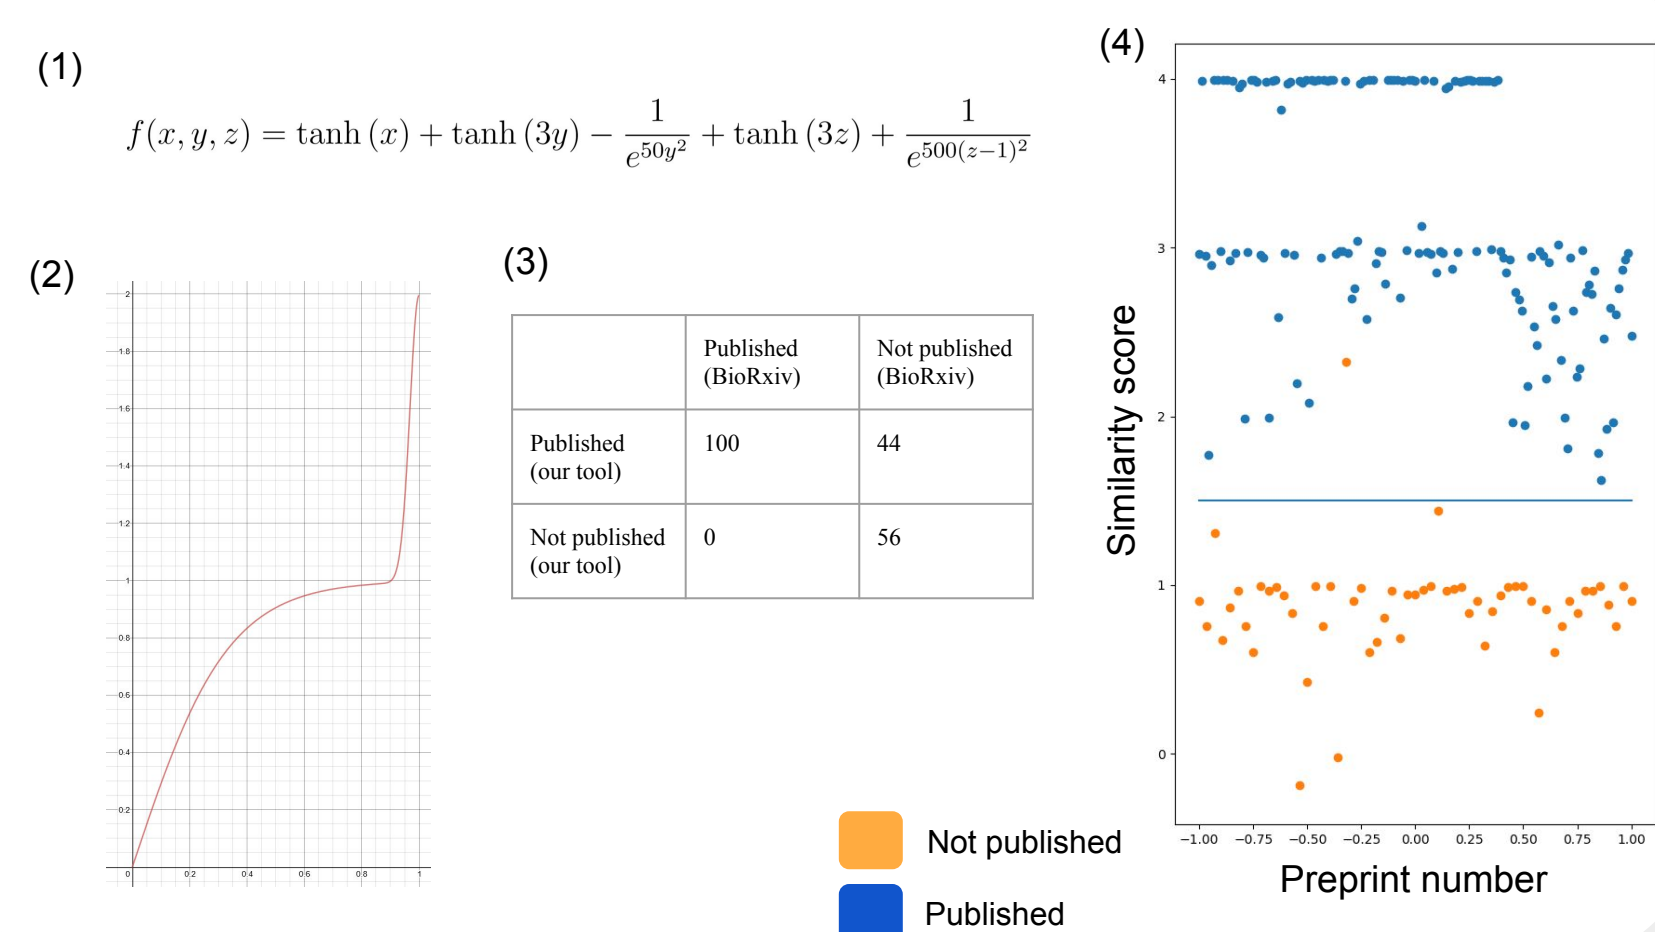 (1)
f(x, y, z) = tanh (x) + tanh (3y) − 1/e^{50y^2} + tanh (3z) + 1/e^{500(z−1)^2}
(2)
2
1.8
1.6
1.4
1.2
1
0.8
0.6
0.4
0.2
0
0.2
0.4
0.6
0.8
1
(3)
Published
(BioRxiv)
Not published
(BioRxiv)
Published
(our tool)
100
44
Not published
(our tool)
0
56
(4)
Similarity score
4
3
2
1
0
−1.00 −0.75 −0.50 −0.25 0.00 0.25 0.50 0.75 1.00
Preprint number
Not published
Published